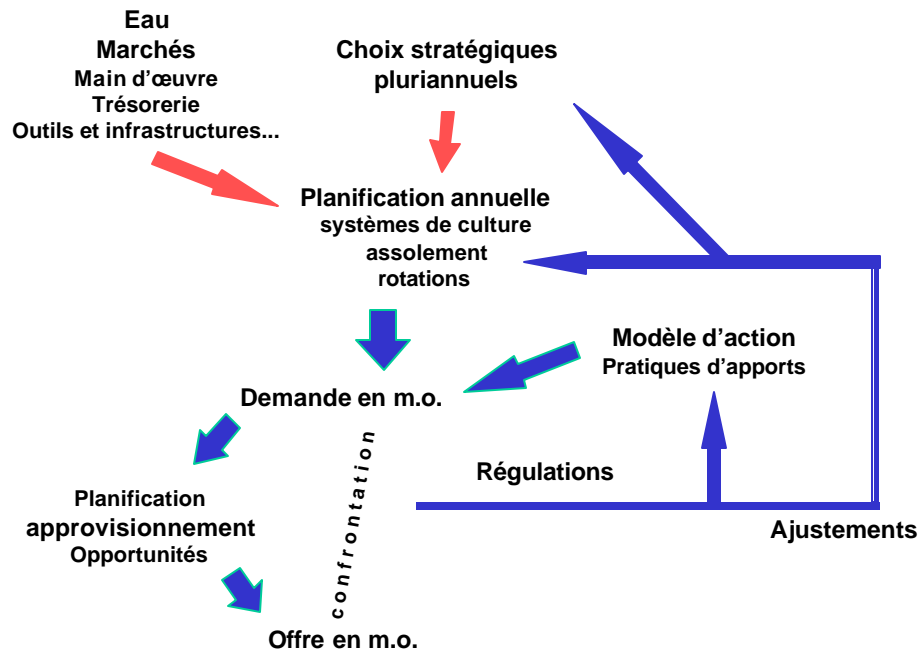 Eau
Marchés
Main d'œuvre
Trésorerie
Outils et infrastructures...
Choix stratégiques
pluriannuels
Planification annuelle
systèmes de culture
assolement
rotations
Modèle d'action
Pratiques d'apports
Demande en m.o.
confrontation
Régulations
Planification
approvisionnement
Opportunités
Ajustements
Offre en m.o.